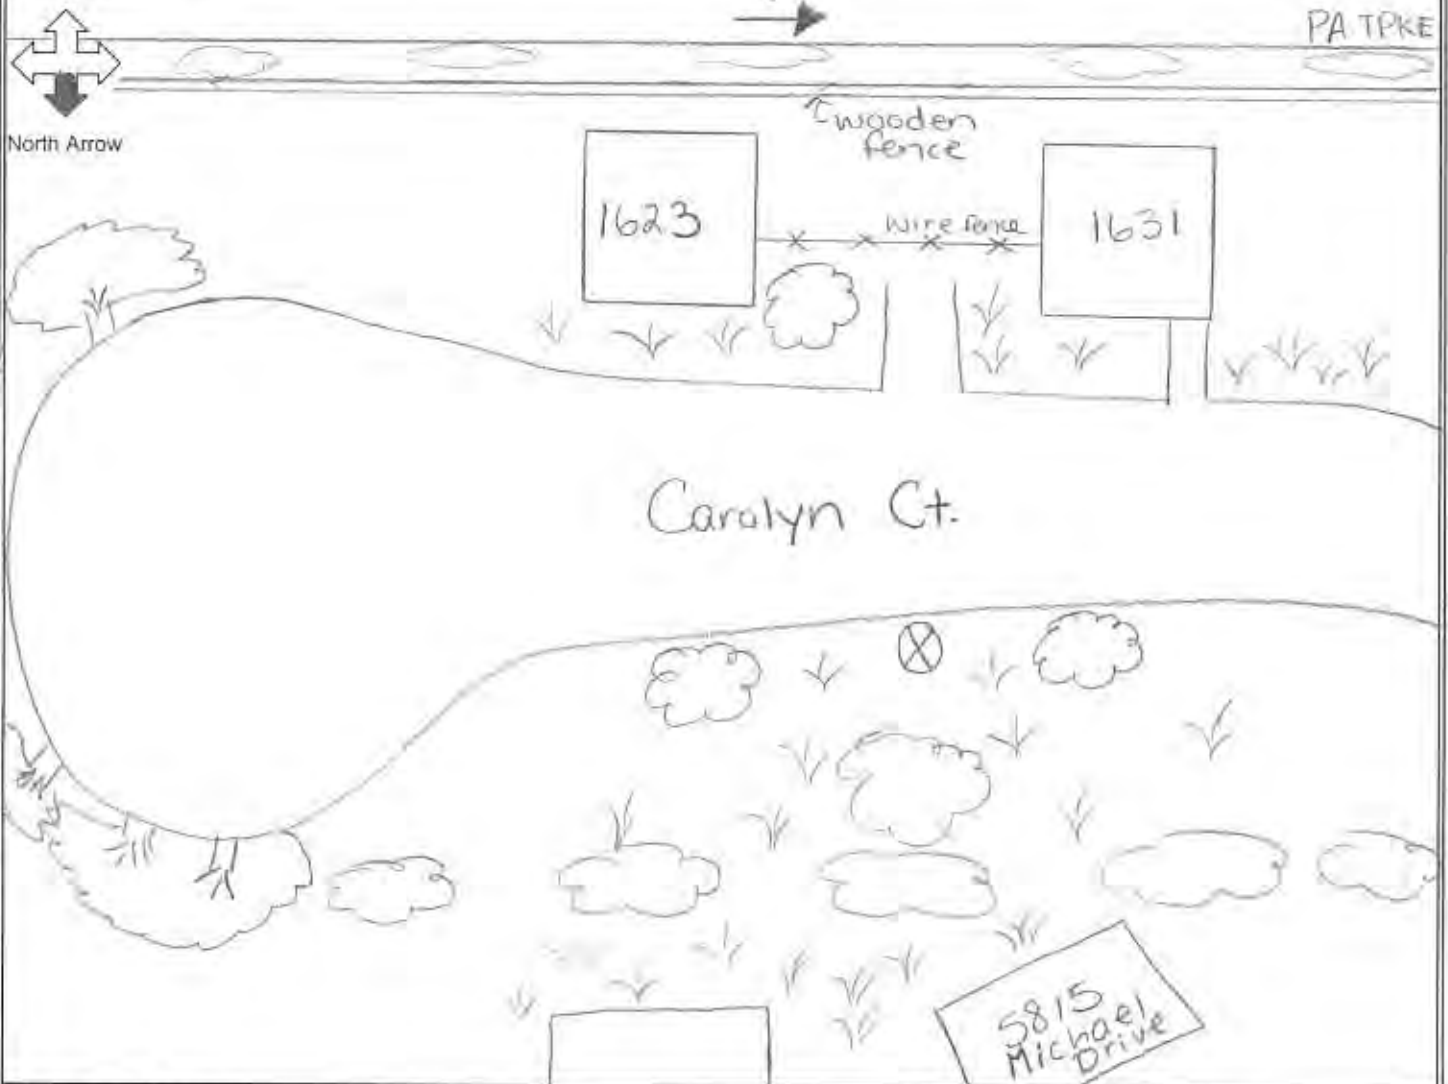 PA TPKE
North Arrow
wooden
fence
1623
wire fence
1631
Carolyn Ct.
5815
Michael
Drive